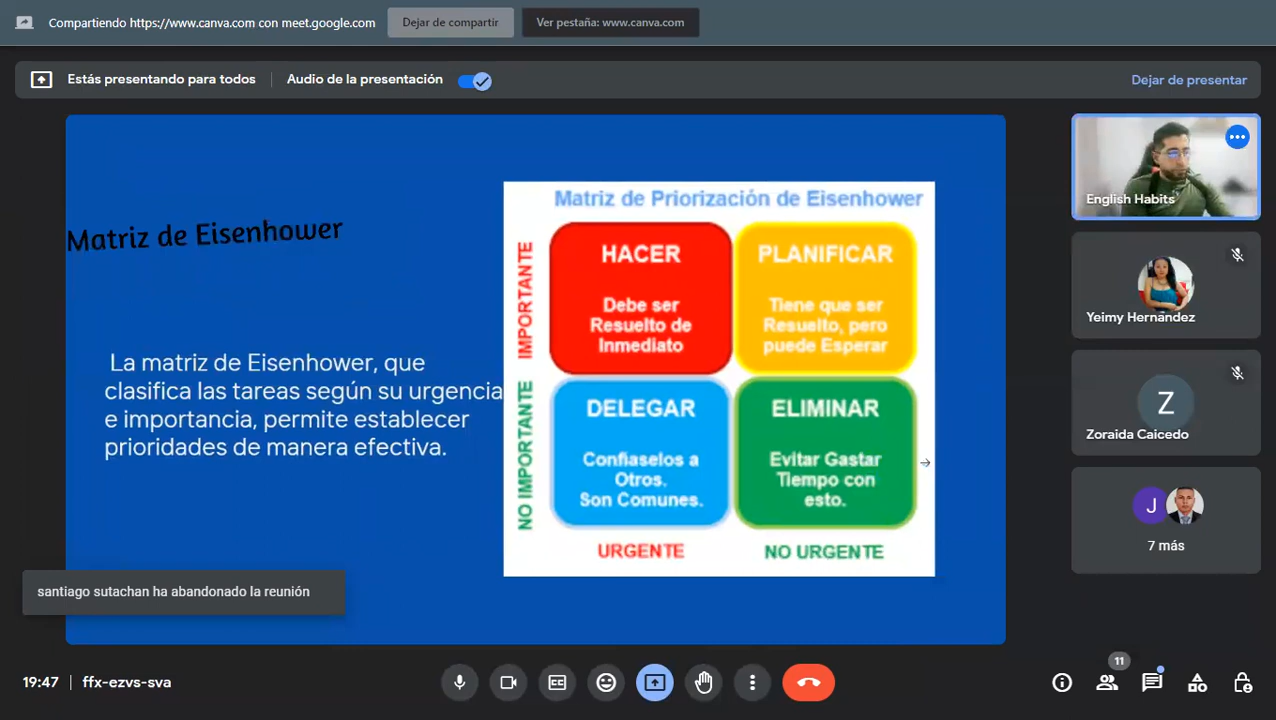 Compartiendo https://www.canva.com con meet.google.com
Dejar de compartir
Ver pestaña: www.canva.com
Estás presentando para todos
Audio de la presentación
Dejar de presentar
Matriz de Eisenhower
La matriz de Eisenhower, que
clasifica las tareas según su urgencia
e importancia, permite establecer
prioridades de manera efectiva.
Matriz de Priorización de Eisenhower
IMPORTANTE
HACER
Debe ser
Resuelto de
Inmediato
PLANIFICAR
Tiene que ser
Resuelto, pero
puede Esperar
NO IMPORTANTE
DELEGAR
Confiaselos a
Otros.
Son Comunes.
ELIMINAR
Evitar Gastar
Tiempo con
esto.
URGENTE
NO URGENTE
English Habits
Yeimy Hernández
Z
Zoraida Caicedo
J
7 más
santiago sutachan ha abandonado la reunión
19:47
ffx-ezvs-sva
11